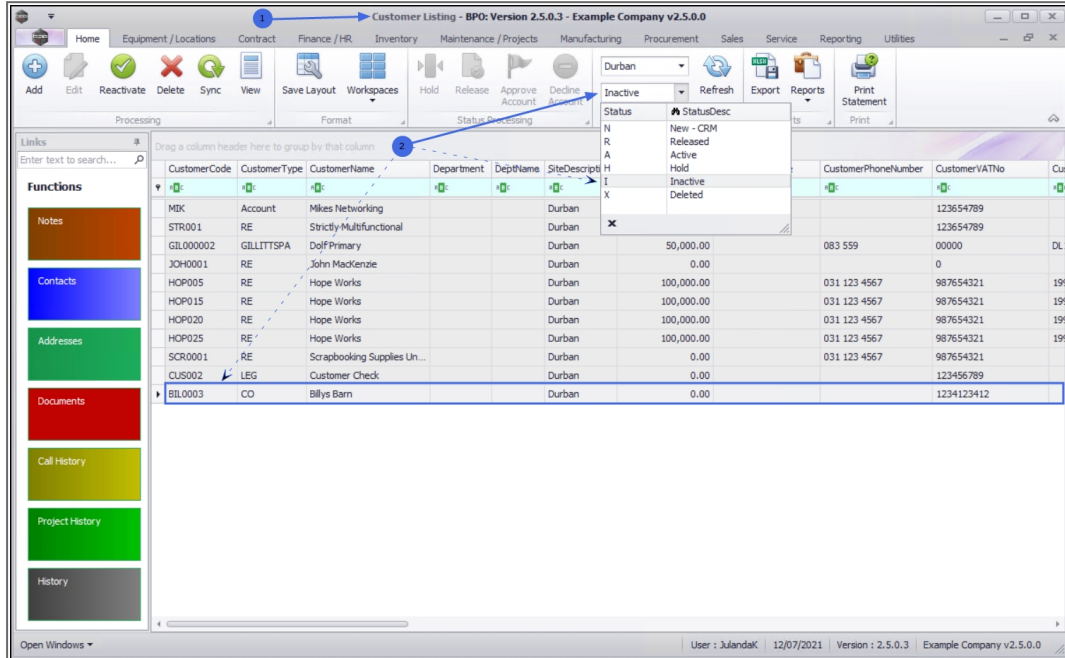 1
Customer Listing - BPO: Version 2.5.0.3 - Example Company v2.5.0.0
Home Equipment / Locations Contract Finance / HR Inventory Maintenance / Projects Manufacturing Procurement Sales Service Reporting Utilities
Durban
Inactive
Add Edit Reactivate Delete Sync View Save Layout Workspaces Hold Release Approve Account Decline Account Refresh Export Reports Print Statement
Processing Format Status Processing Print
Status StatusDesc
N New - CRM
R Released
A Active
H Hold
I Inactive
X Deleted
2
Links
Enter text to search...
Drag a column header here to group by that column
CustomerCode CustomerType CustomerName Department DeptName SiteDescripti CustomerPhoneNumber CustomerVATNo Cus
Functions
MIK Account Mikes Networking Durban 123654789
STR001 RE Strictly Multifunctional Durban 123654789
GIL000002 GILLITTSPA Dolf Primary Durban 50,000.00 083 559 00000 DL
JOH0001 RE John MacKenzie Durban 0.00 0
HOP005 RE Hope Works Durban 100,000.00 031 123 4567 987654321 199
HOP015 RE Hope Works Durban 100,000.00 031 123 4567 987654321 199
HOP020 RE Hope Works Durban 100,000.00 031 123 4567 987654321 199
HOP025 RE Hope Works Durban 100,000.00 031 123 4567 987654321 199
SCR0001 RE Scrapbooking Supplies Un... Durban 0.00 031 123 4567 987654321
CUS002 LEG Customer Check Durban 0.00 123456789
BIL0003 CO Billys Barn Durban 0.00 1234123412
Notes
Contacts
Addresses
Documents
Call History
Project History
History
Open Windows User : JulandaK 12/07/2021 Version : 2.5.0.3 Example Company v2.5.0.0